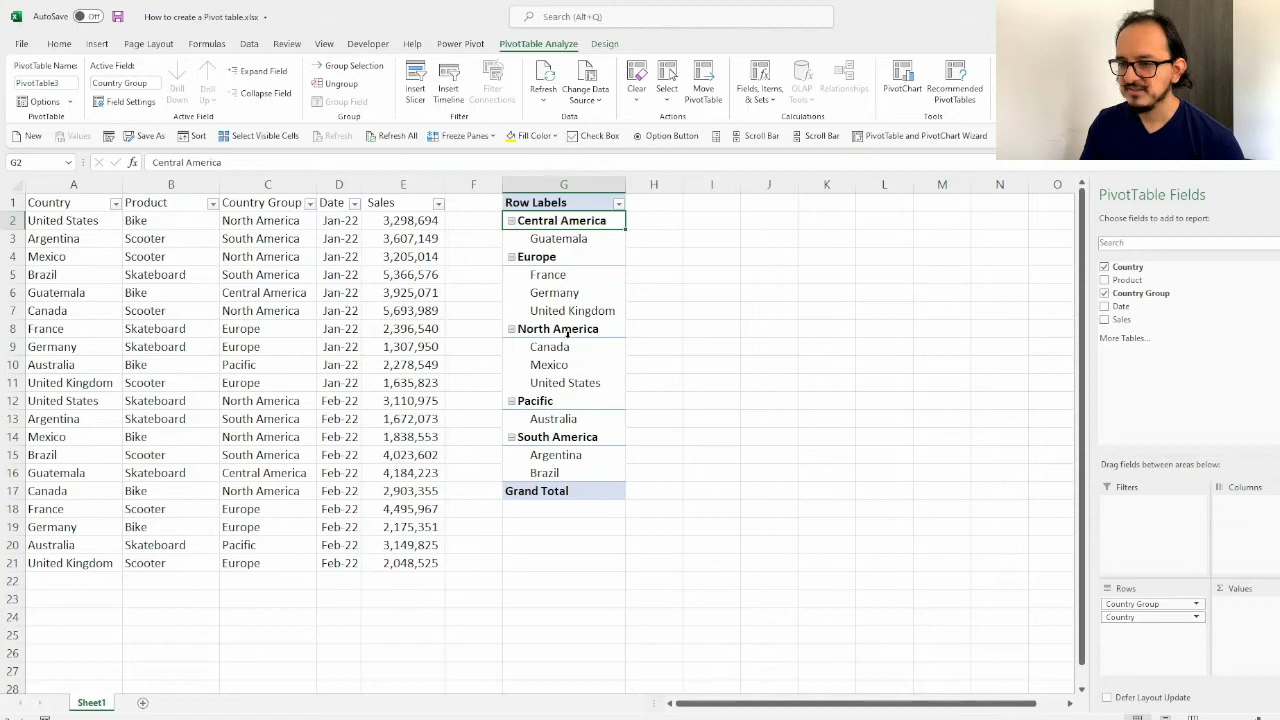 AutoSave Off How to create a Pivot table.xlsx Search (Alt+Q)
File Home Insert Page Layout Formulas Data Review View Developer Help Power Pivot PivotTable Analyze Design
PivotTable Name: Active Field:
PivotTable3 Country Group
Options Field Settings
Drill Down Drill Up
Expand Field
Collapse Field
Group Selection
Ungroup
Group Field
Insert Slicer Insert Timeline Filter Connections
Refresh Change Data Source
Clear Select Move PivotTable
Fields, Items, & Sets OLAP Tools Relationships
PivotChart Recommended PivotTables
PivotTable Active Field Group Filter Data Actions Calculations Tools
New Values Save As Sort Select Visible Cells Refresh Refresh All Freeze Panes Fill Color Check Box Option Button Scroll Bar Scroll Bar PivotTable and PivotChart Wizard
G2 fx Central America
A B C D E F G H I J K L M N O
1 Country Product Country Group Date Sales Row Labels
2 United States Bike North America Jan-22 3,298,694 Central America
3 Argentina Scooter South America Jan-22 3,607,149 Guatemala
4 Mexico Scooter North America Jan-22 3,205,014 Europe
5 Brazil Skateboard South America Jan-22 5,366,576 France
6 Guatemala Bike Central America Jan-22 3,925,071 Germany
7 Canada Scooter North America Jan-22 5,695,989 United Kingdom
8 France Skateboard Europe Jan-22 2,396,540 North America
9 Germany Skateboard Europe Jan-22 1,307,950 Canada
10 Australia Bike Pacific Jan-22 2,278,549 Mexico
11 United Kingdom Scooter Europe Jan-22 1,635,823 United States
12 United States Skateboard North America Feb-22 3,110,975 Pacific
13 Argentina Skateboard South America Feb-22 1,672,073 Australia
14 Mexico Bike North America Feb-22 1,838,553 South America
15 Brazil Scooter South America Feb-22 4,023,602 Argentina
16 Guatemala Skateboard Central America Feb-22 4,184,223 Brazil
17 Canada Bike North America Feb-22 2,903,355 Grand Total
18 France Scooter Europe Feb-22 4,495,967
19 Germany Bike Europe Feb-22 2,175,351
20 Australia Skateboard Pacific Feb-22 3,149,825
21 United Kingdom Scooter Europe Feb-22 2,048,525
22
23
24
25
26
27
28
Sheet1
PivotTable Fields
Choose fields to add to report:
Search
Country
Product
Country Group
Date
Sales
More Tables...
Drag fields between areas below:
Filters Columns
Rows Σ Values
Country Group
Country
Defer Layout Update